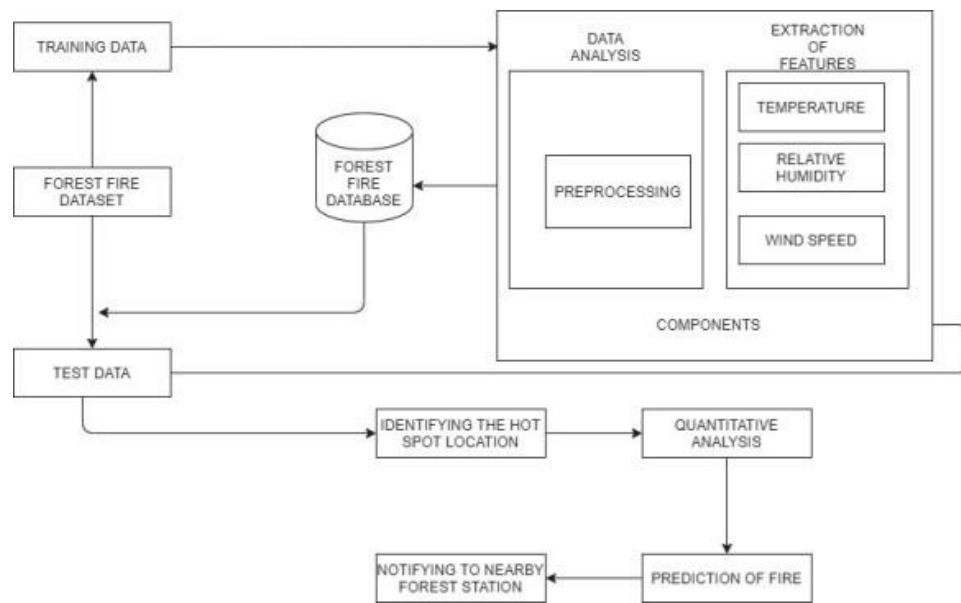 TRAINING DATA
DATA
ANALYSIS
EXTRACTION
OF
FEATURES
TEMPERATURE
FOREST
FIRE
DATABASE
RELATIVE
HUMIDITY
FOREST FIRE
DATASET
PREPROCESSING
WIND SPEED
COMPONENTS
TEST DATA
IDENTIFYING THE HOT
SPOT LOCATION
QUANTITATIVE
ANALYSIS
NOTIFYING TO NEARBY
FOREST STATION
PREDICTION OF FIRE